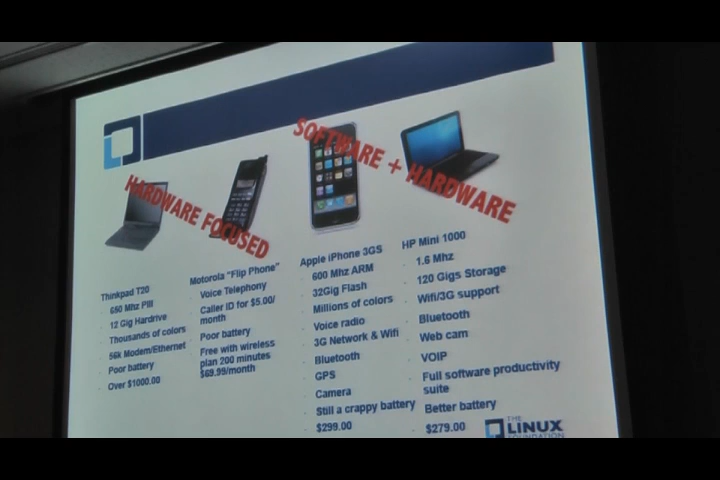 HARDWARE FOCUSED
SOFTWARE + HARDWARE
Thinkpad T20
650 Mhz PIII
12 Gig Hardrive
Thousands of colors
56k Modem/Ethernet
Poor battery
Over $1000.00
Motorola "Flip Phone"
Voice Telephony
Caller ID for $5.00/
month
Poor battery
Free with wireless
plan 200 minutes
$69.99/month
Apple iPhone 3GS
600 Mhz ARM
32Gig Flash
Millions of colors
Voice radio
3G Network & Wifi
Bluetooth
GPS
Camera
Still a crappy battery
$299.00
HP Mini 1000
1.6 Mhz
120 Gigs Storage
Wifi/3G support
Bluetooth
Web cam
VOIP
Full software productivity
suite
Better battery
$279.00
THE
LINUX
FOUNDATION